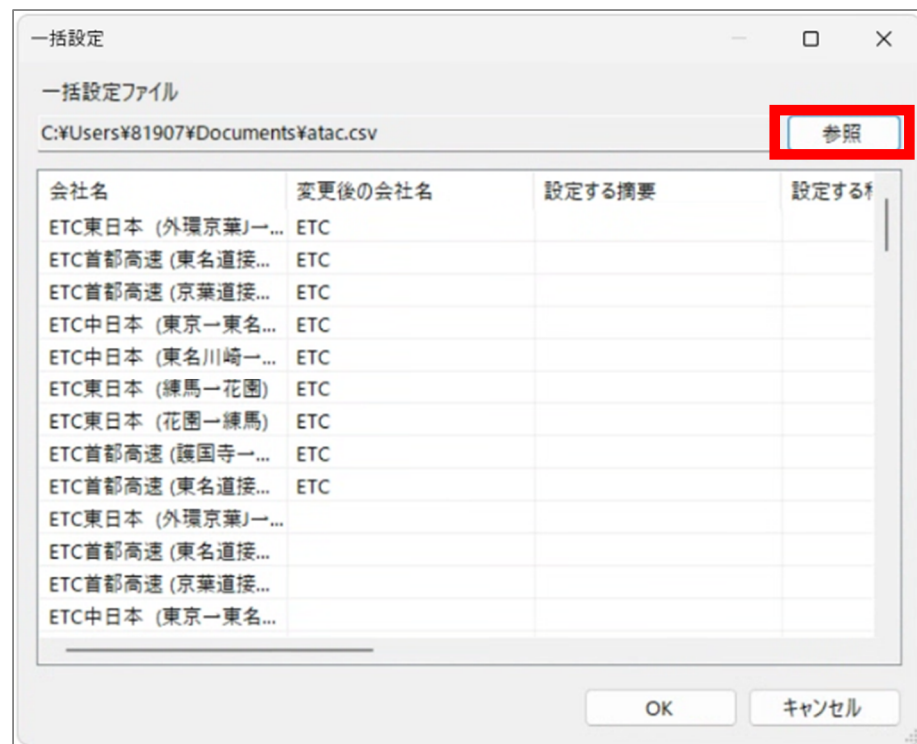 一括設定
一括設定ファイル
C:¥Users¥81907¥Documents¥atac.csv 参照
会社名 変更後の会社名 設定する摘要 設定する
ETC東日本 (外環京葉J→... ETC
ETC首都高速 (東名道接... ETC
ETC首都高速 (京葉道接... ETC
ETC中日本 (東京→東名... ETC
ETC中日本 (東名川崎→... ETC
ETC東日本 (練馬→花園) ETC
ETC東日本 (花園→練馬) ETC
ETC首都高速 (護国寺→... ETC
ETC首都高速 (東名道接... ETC
ETC東日本 (外環京葉J→...
ETC首都高速 (東名道接...
ETC首都高速 (京葉道接...
ETC中日本 (東京→東名...
OK キャンセル